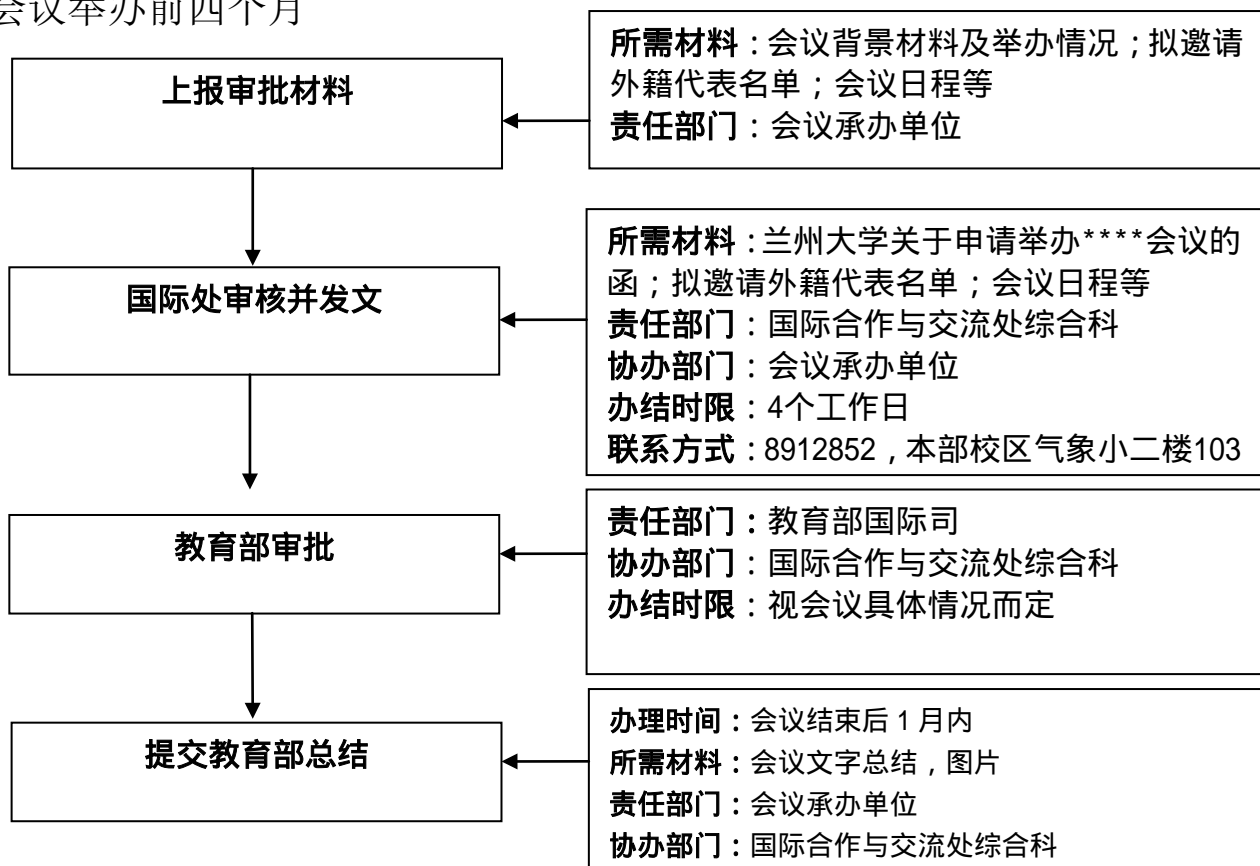 会议举办前四个月
上报审批材料
所需材料：会议背景材料及举办情况；拟邀请
外籍代表名单；会议日程等
责任部门：会议承办单位
国际处审核并发文
所需材料：兰州大学关于申请举办****会议的
函；拟邀请外籍代表名单；会议日程等
责任部门：国际合作与交流处综合科
协办部门：会议承办单位
办结时限：4个工作日
联系方式：8912852，本部校区气象小二楼103
教育部审批
责任部门：教育部国际司
协办部门：国际合作与交流处综合科
办结时限：视会议具体情况而定
提交教育部总结
办理时间：会议结束后 1 月内
所需材料：会议文字总结，图片
责任部门：会议承办单位
协办部门：国际合作与交流处综合科